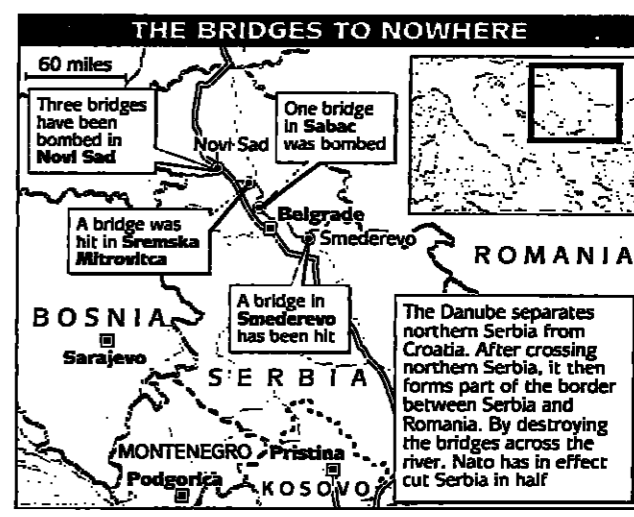 THE BRIDGES TO NOWHERE
60 miles
Three bridges
have been
bombed in
Novi Sad
One bridge
in Sabac
was bombed
Novi Sad
A bridge was
hit in Sremska
Mitrovitca
Belgrade
Smederevo
ROMANIA
A bridge in
Smederevo
has been hit
BOSNIA
Sarajevo
SERBIA
The Danube separates
northern Serbia from
Croatia. After crossing
northern Serbia, it then
forms part of the border
between Serbia and
Romania. By destroying
the bridges across the
river. Nato has in effect
cut Serbia in half
MONTENEGRO
Pristina
Podgorica
KOSOVO